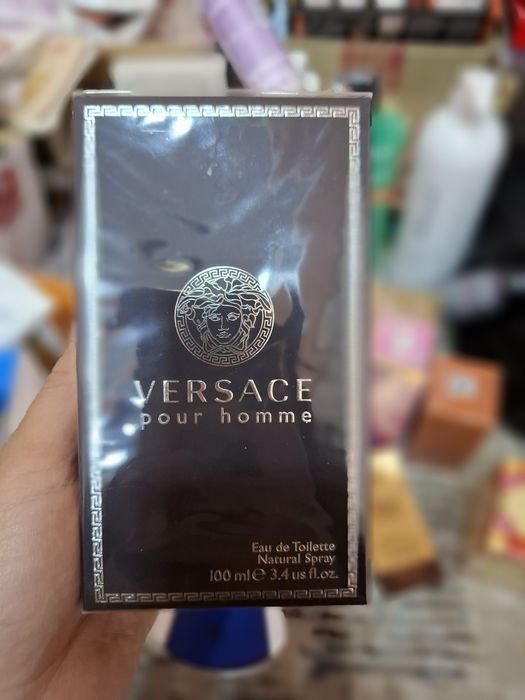 VERSACE
pour homme
Eau de Toilette
Natural Spray
100 ml ℮ 3.4 us fl.oz.